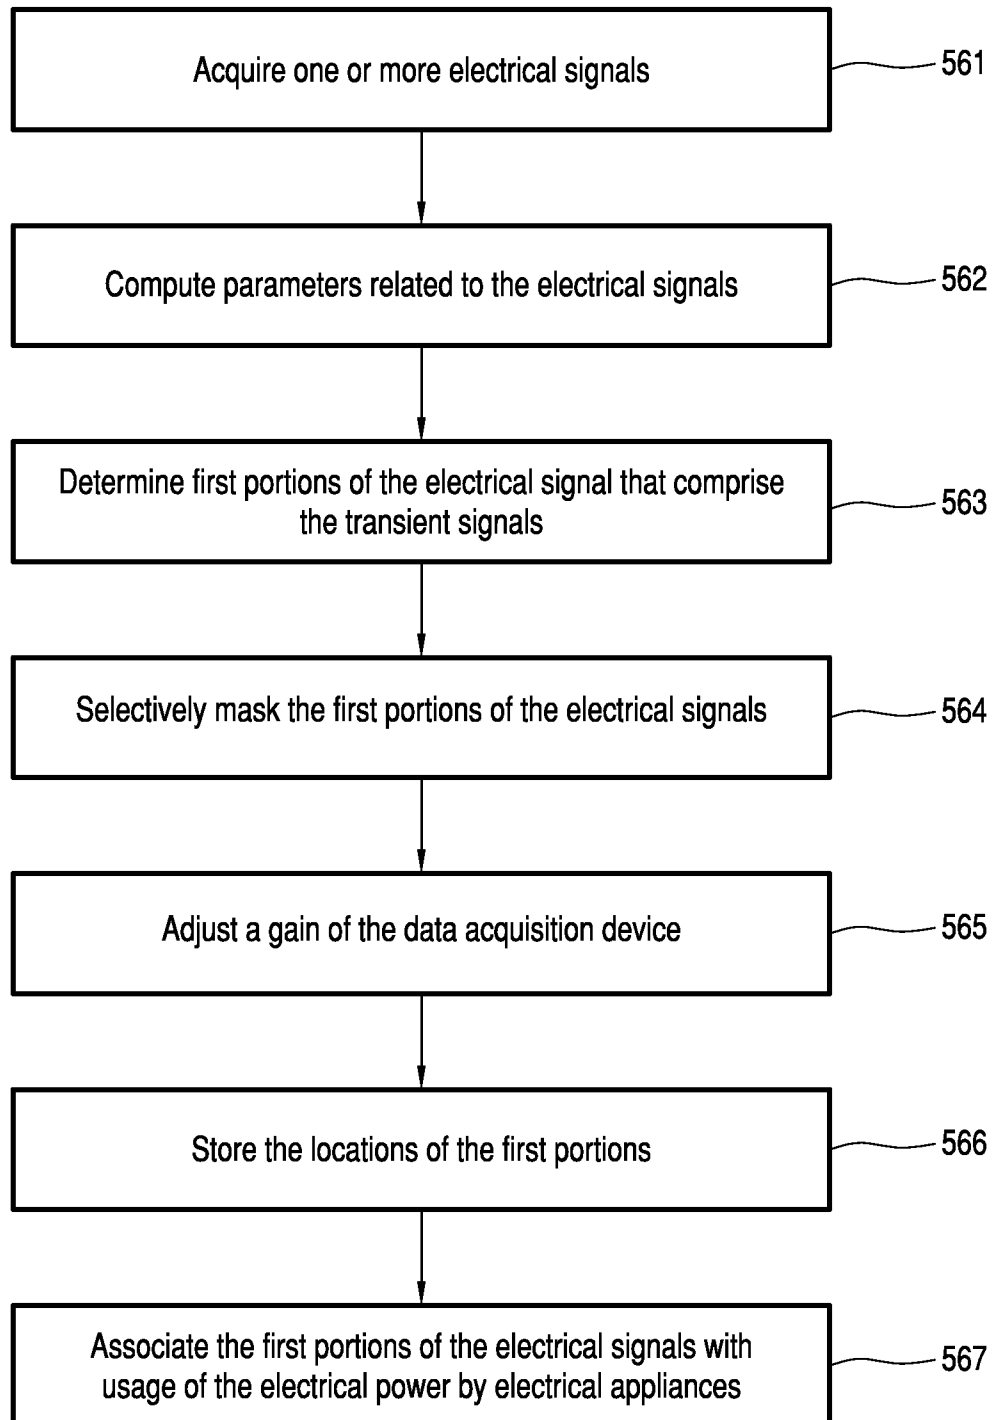 Acquire one or more electrical signals
561
Compute parameters related to the electrical signals
562
Determine first portions of the electrical signal that comprise
the transient signals
563
Selectively mask the first portions of the electrical signals
564
Adjust a gain of the data acquisition device
565
Store the locations of the first portions
566
Associate the first portions of the electrical signals with
usage of the electrical power by electrical appliances
567